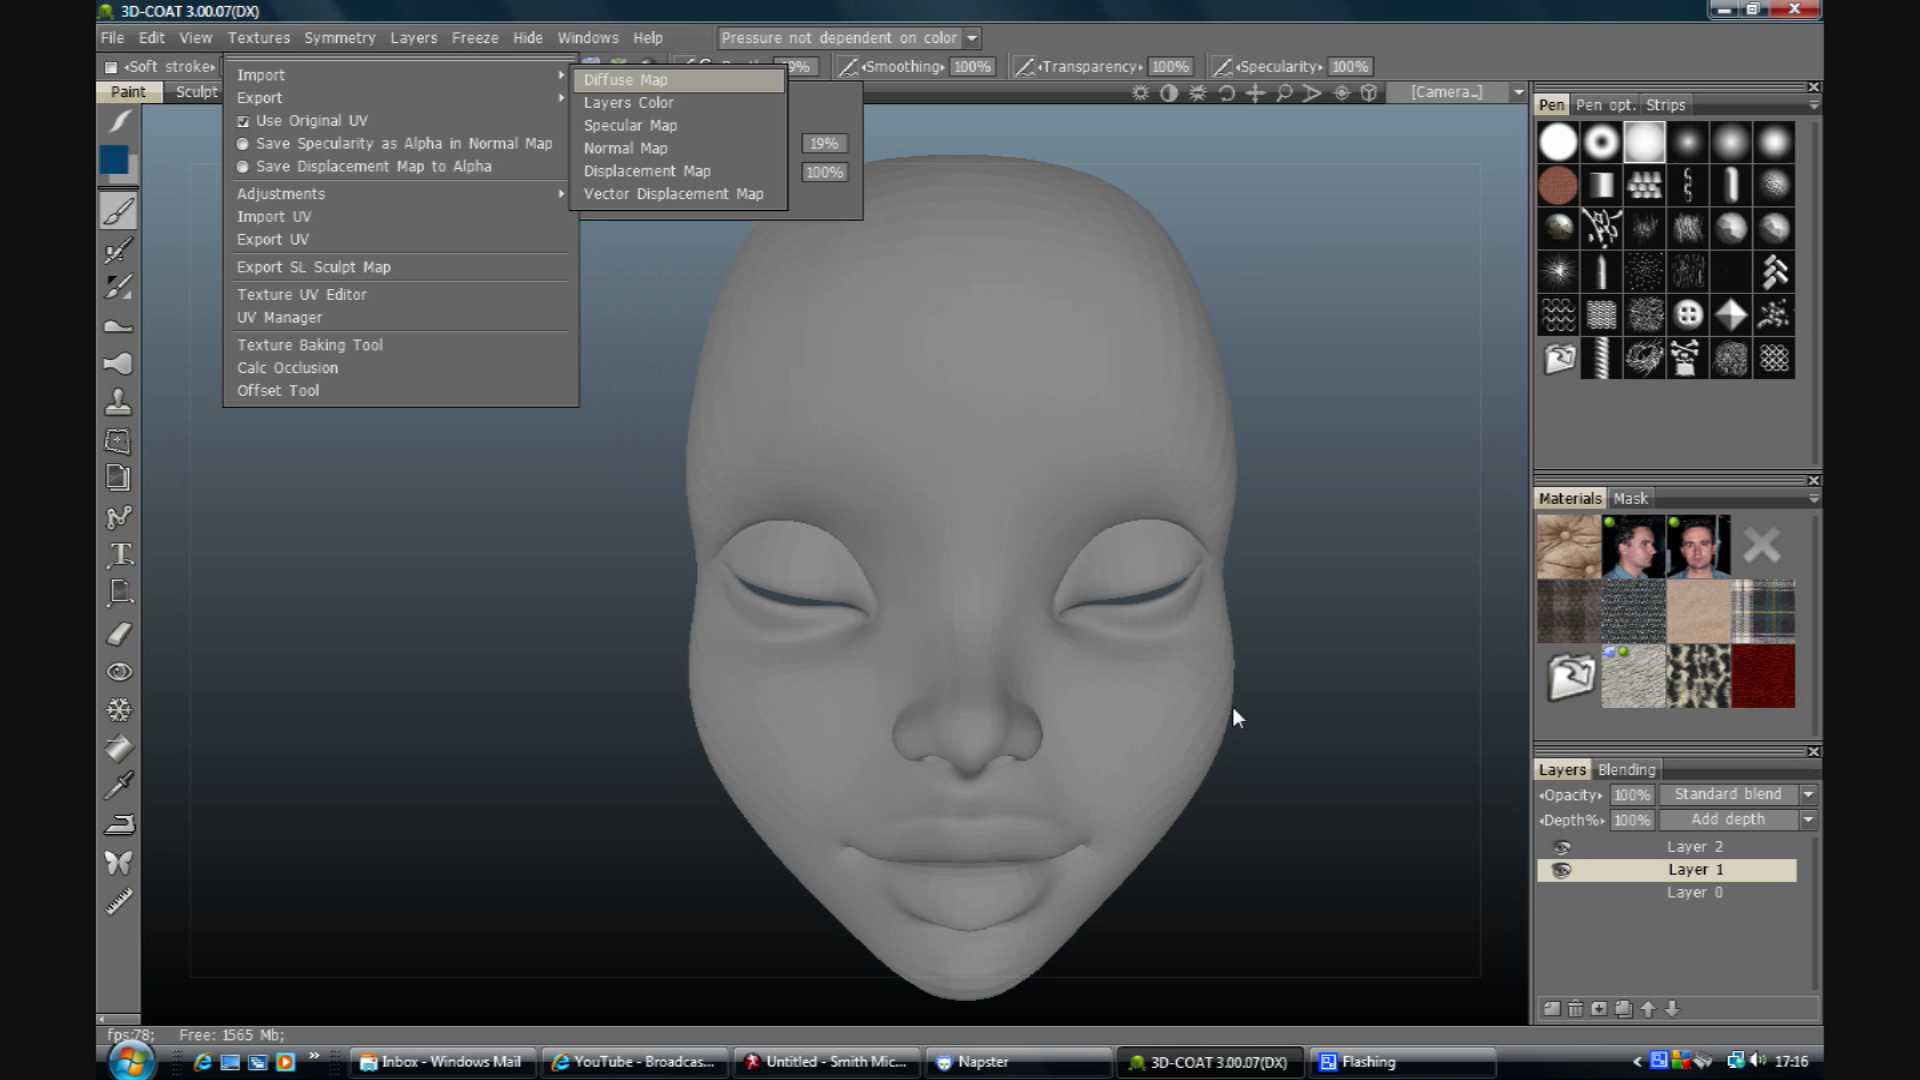 3D-COAT 3.00.07(DX)
File Edit View Textures Symmetry Layers Freeze Hide Windows Help Pressure not dependent on color
Soft stroke 9% Smoothing 100% Transparency 100% Specularity 100%
Paint Sculpt [Camera…]
Import
Export
Use Original UV
Save Specularity as Alpha in Normal Map
Save Displacement Map to Alpha
Adjustments
Import UV
Export UV
Export SL Sculpt Map
Texture UV Editor
UV Manager
Texture Baking Tool
Calc Occlusion
Offset Tool
Diffuse Map
Layers Color
Specular Map
Normal Map
Displacement Map
Vector Displacement Map
19%
100%
Pen Pen opt. Strips
Materials Mask
Layers Blending
Opacity 100% Standard blend
Depth% 100% Add depth
Layer 2
Layer 1
Layer 0
fps:78; Free: 1565 Mb;
Inbox - Windows Mail YouTube - Broadcas... Untitled - Smith Mic... Napster 3D-COAT 3.00.07(DX) Flashing 17:16